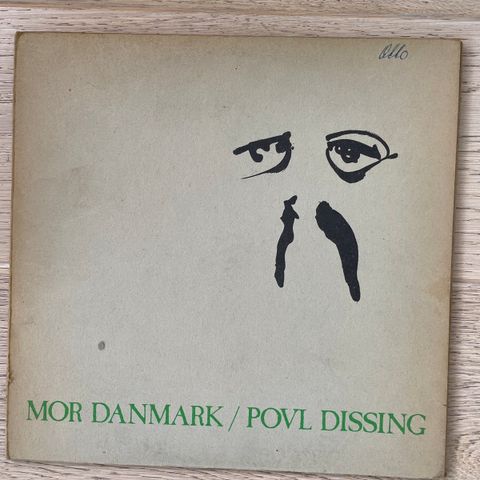 Otto
MOR DANMARK / POVL DISSING